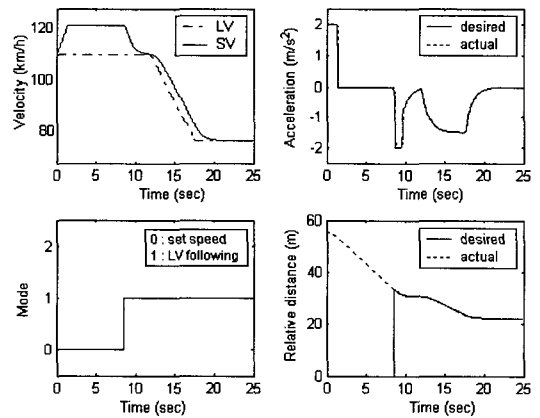 120
100
80
Velocity (km/h)
LV
SV
0 5 10 15 20 25
Time (sec)
2
1
0
-1
-2
Acceleration (m/s²)
desired
actual
0 5 10 15 20 25
Time (sec)
2
1
0
Mode
0 : set speed
1 : LV following
0 5 10 15 20 25
Time (sec)
60
40
20
0
Relative distance (m)
desired
actual
0 5 10 15 20 25
Time (sec)